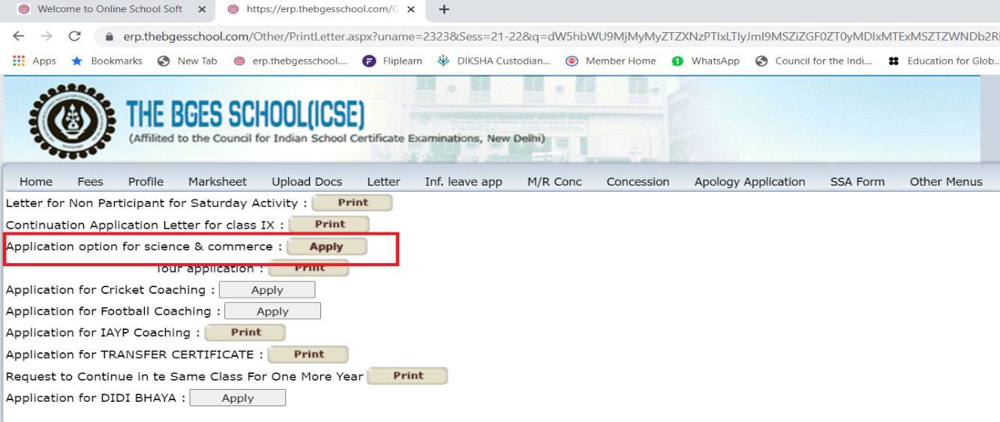 Welcome to Online School Soft
https://erp.thebgesschool.com/O
erp.thebgesschool.com/Other/PrintLetter.aspx?uname=2323&Sess=21-22&q=dW5hbWU9MjMyMyZTZXNzPTIxLTIyJmI9MSZiZGF0ZT0yMDIxMTExMSZTZWNDb2Rl
Apps Bookmarks New Tab erp.thebgesschool.... Fliplearn DIKSHA Custodian... Member Home 1 WhatsApp Council for the Indi... Education for Glob...
THE BGES SCHOOL(ICSE)
(Affilited to the Council for Indian School Certificate Examinations, New Delhi)
Home Fees Profile Marksheet Upload Docs Letter Inf. leave app M/R Conc Concession Apology Application SSA Form Other Menus
Letter for Non Participant for Saturday Activity : Print
Continuation Application Letter for class IX : Print
Application option for science & commerce : Apply
Tour application : Print
Application for Cricket Coaching : Apply
Application for Football Coaching : Apply
Application for IAYP Coaching : Print
Application for TRANSFER CERTIFICATE : Print
Request to Continue in te Same Class For One More Year Print
Application for DIDI BHAYA : Apply